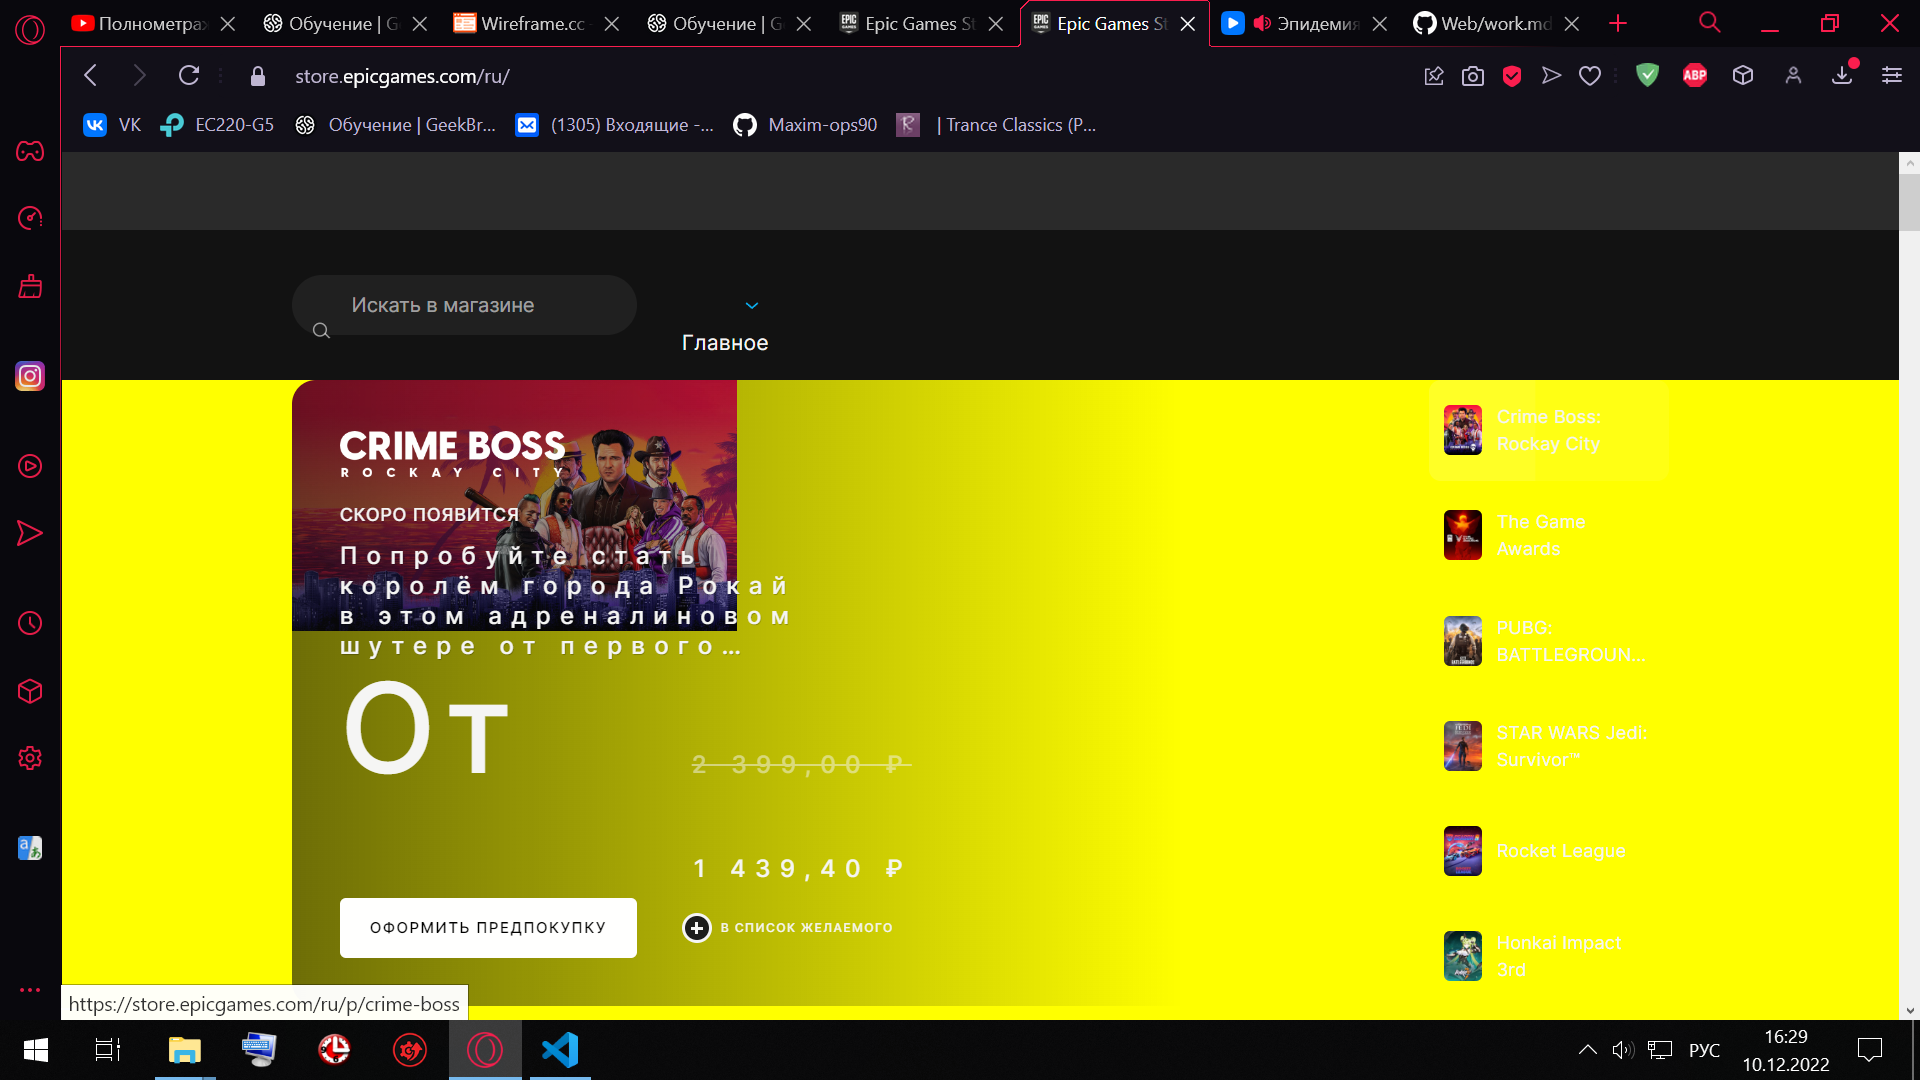 Полнометрах
Обучение | Ge
Wireframe.cc -
Обучение | Ge
Epic Games St
Epic Games St
Эпидемия
Web/work.md
store.epicgames.com/ru/
ABP
VK
EC220-G5
Обучение | GeekBr...
(1305) Входящие -...
Maxim-ops90
| Trance Classics (P...
Искать в магазине
Главное
CRIME BOSS
ROCKAY CITY
СКОРО ПОЯВИТСЯ
Попробуйте стать
королём города Рокай
в этом адреналиновом
шутере от первого…
От
2 399,00 ₽
1 439,40 ₽
ОФОРМИТЬ ПРЕДПОКУПКУ
В СПИСОК ЖЕЛАЕМОГО
Crime Boss:
Rockay City
The Game
Awards
PUBG:
BATTLEGROUN...
STAR WARS Jedi:
Survivor™
Rocket League
Honkai Impact
3rd
https://store.epicgames.com/ru/p/crime-boss
РУС
16:29
10.12.2022